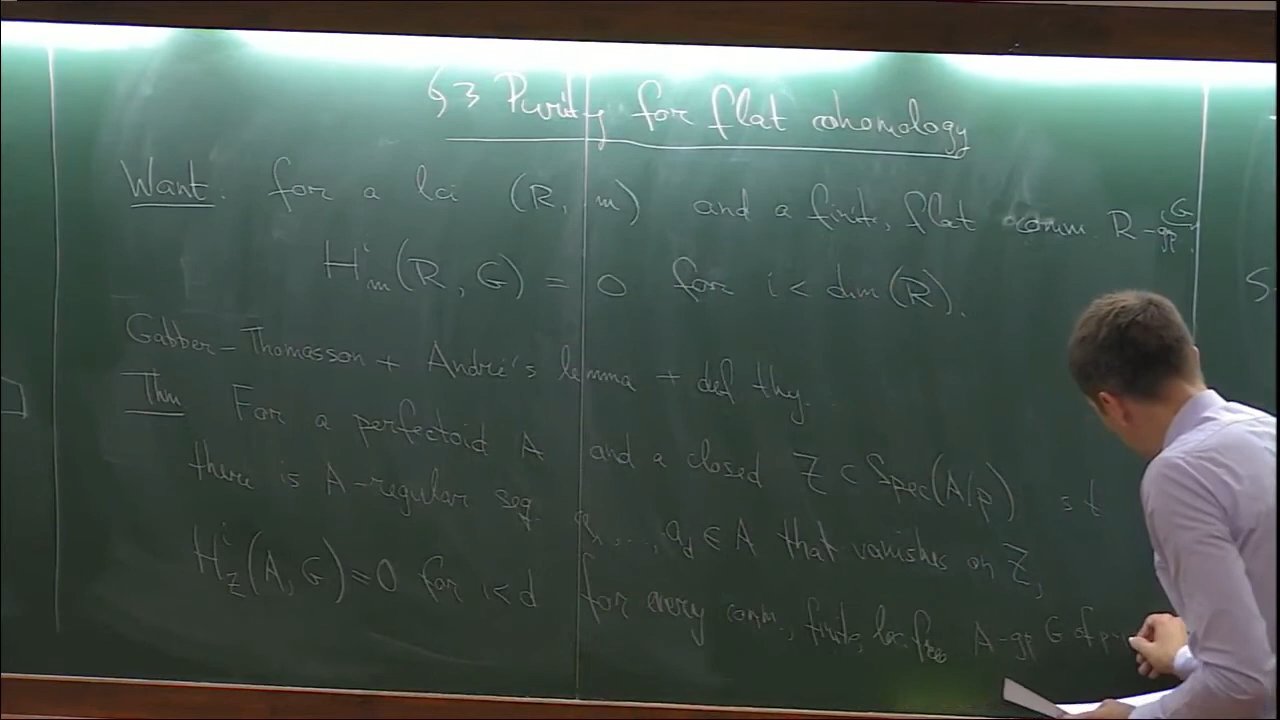 §3 Purity for flat cohomology
Want: for a lci (R, m) and a finite, flat comm. R-gp. G
H^i_m(R, G) = 0 for i < dim(R).
Gabber-Thomasson + André's lemma + def thy.
Thm For a perfectoid A and a closed Z ⊂ Spec(A/p) s t
there is A-regular seq. a_1, ..., a_d ∈ A that vanishes on Z,
H^i_Z(A, G) = 0 for i < d for every comm., finite, loc. free A-gp G of p-
S